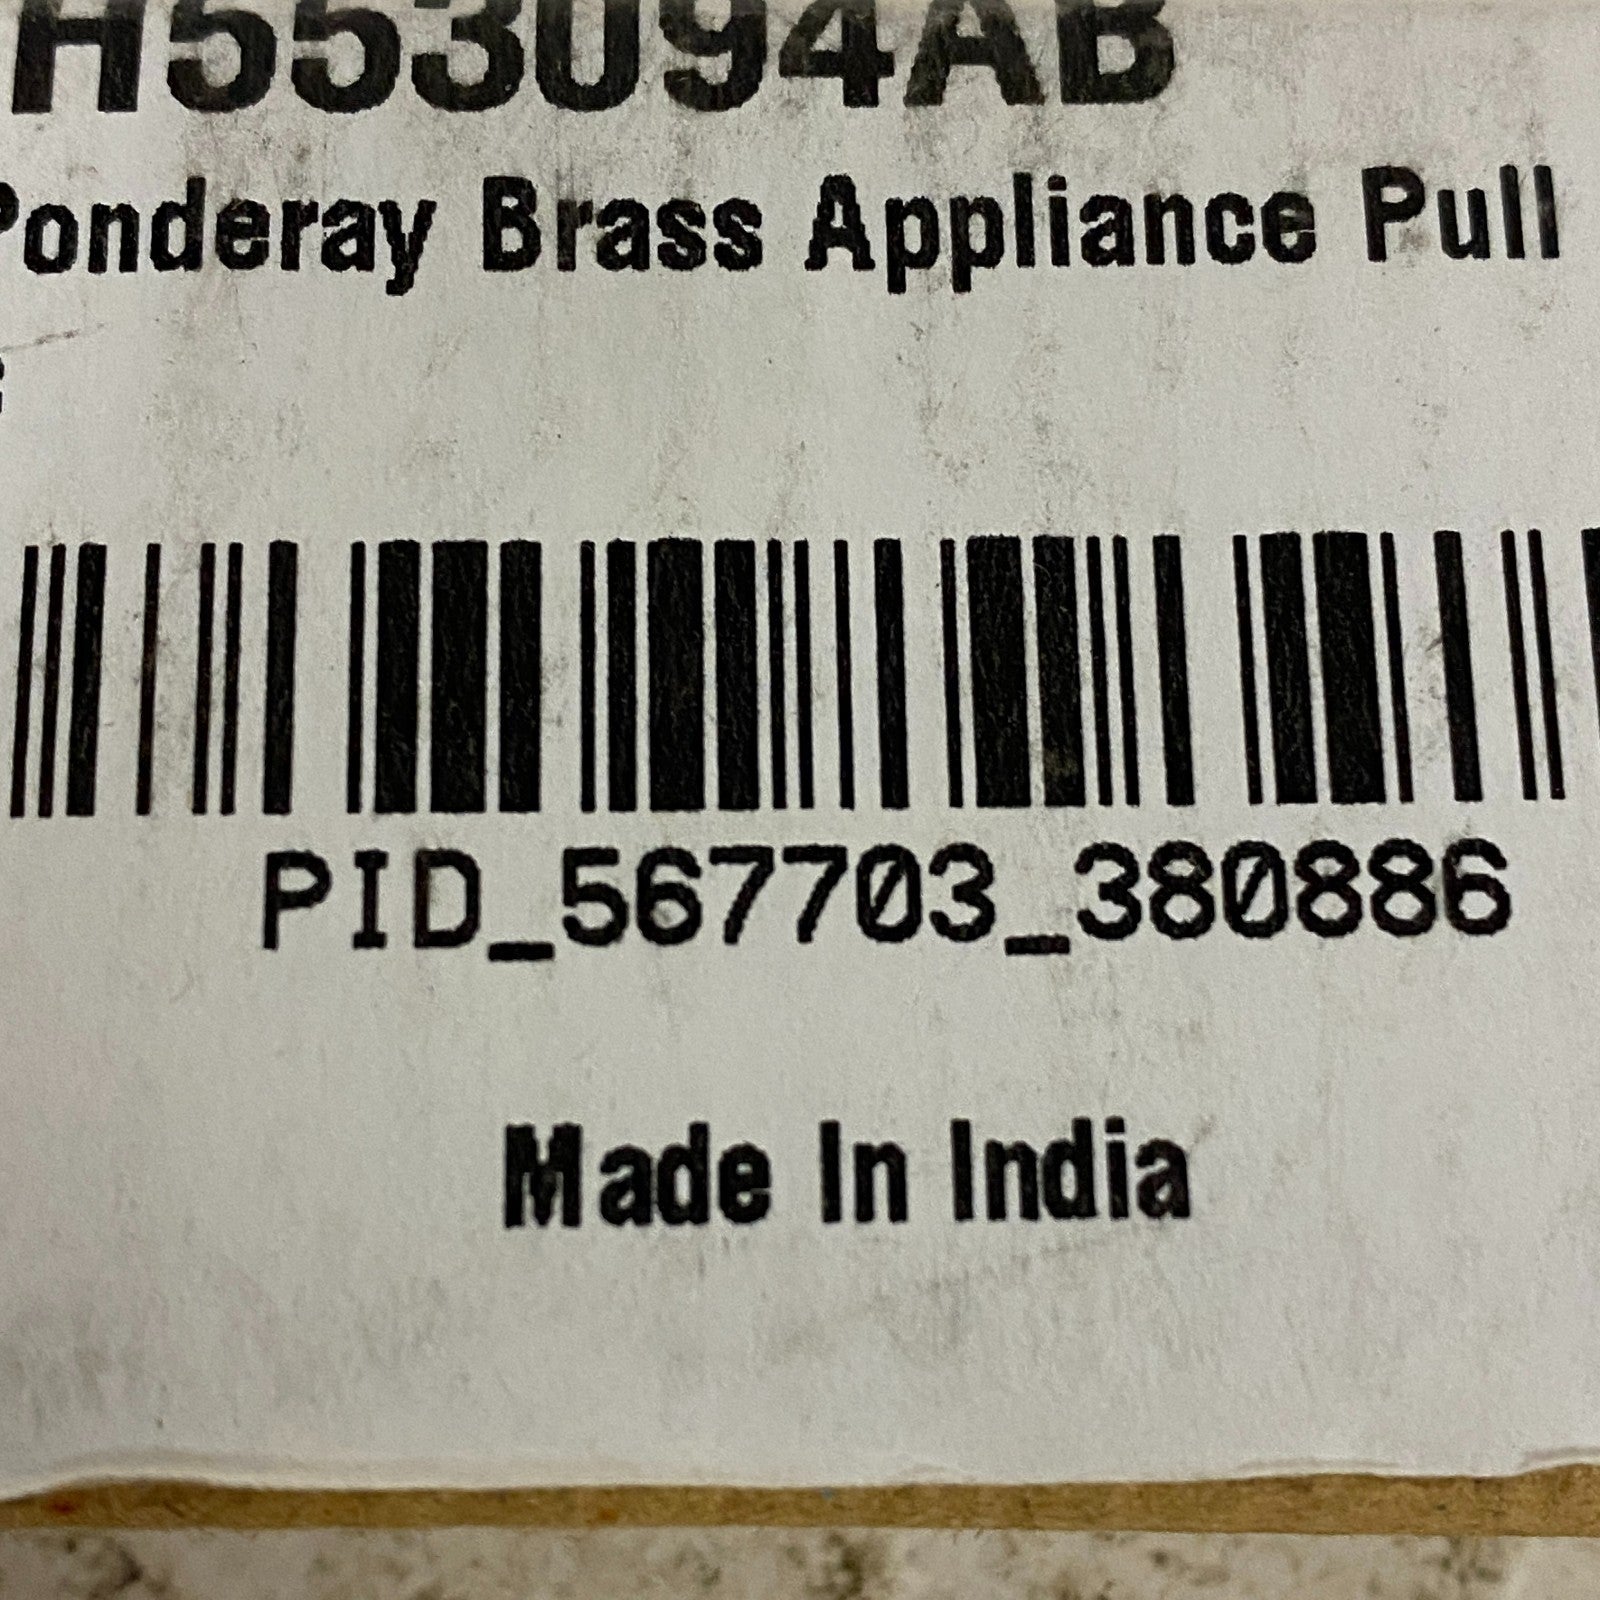 H553094AB
Ponderay Brass Appliance Pull
PID_567703_380886
Made In India